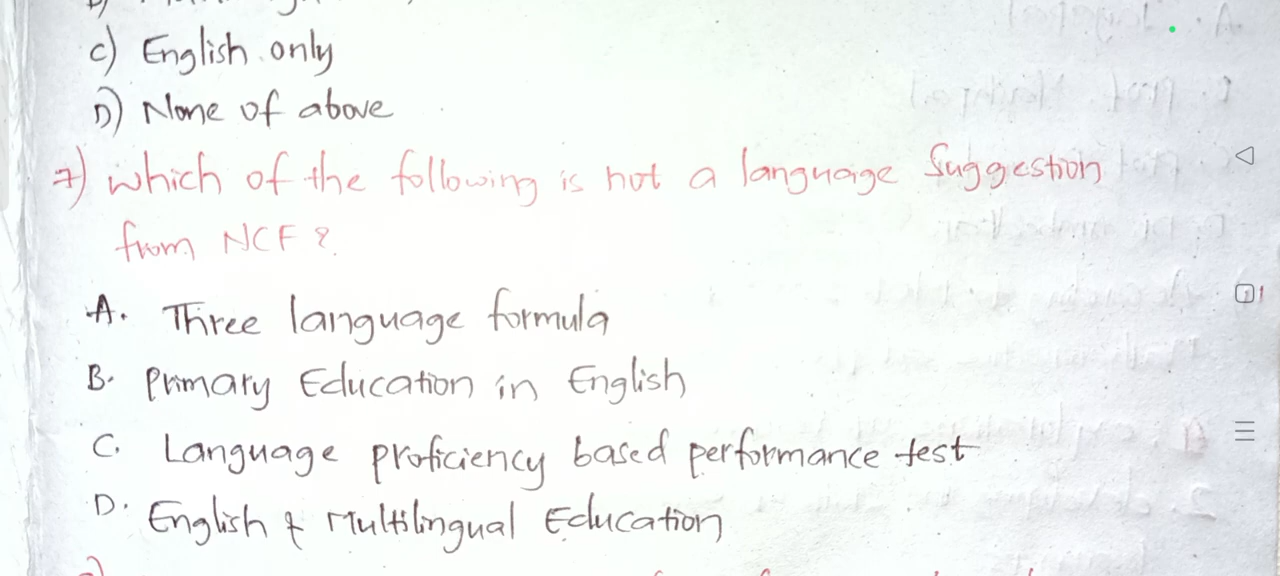 C) English only
D) None of above
7) which of the following is not a language Suggestion
from NCF ?
A. Three language formula
B. Primary Education in English
C. Language proficiency based performance test
D. English & Multilingual Education